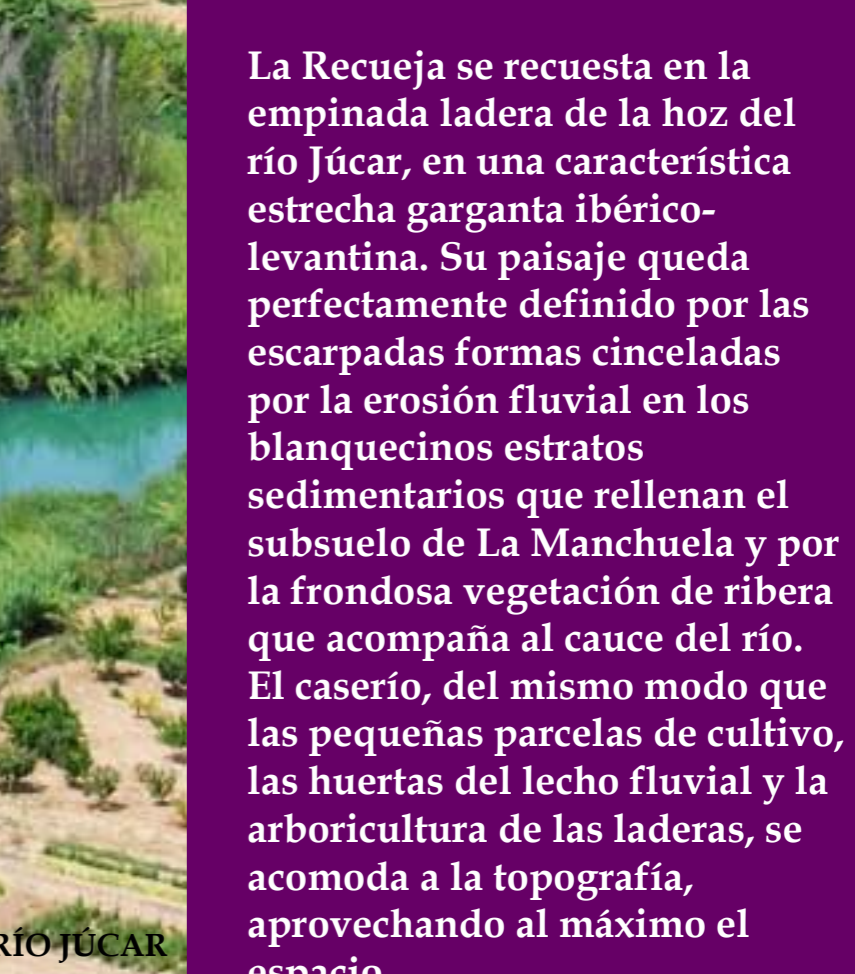 La Recueja se recuesta en la
empinada ladera de la hoz del
río Júcar, en una característica
estrecha garganta ibérico-
levantina. Su paisaje queda
perfectamente definido por las
escarpadas formas cinceladas
por la erosión fluvial en los
blanquecinos estratos
sedimentarios que rellenan el
subsuelo de La Manchuela y por
la frondosa vegetación de ribera
que acompaña al cauce del río.
El caserío, del mismo modo que
las pequeñas parcelas de cultivo,
las huertas del lecho fluvial y la
arboricultura de las laderas, se
acomoda a la topografía,
aprovechando al máximo el
espacio
RÍO JÚCAR